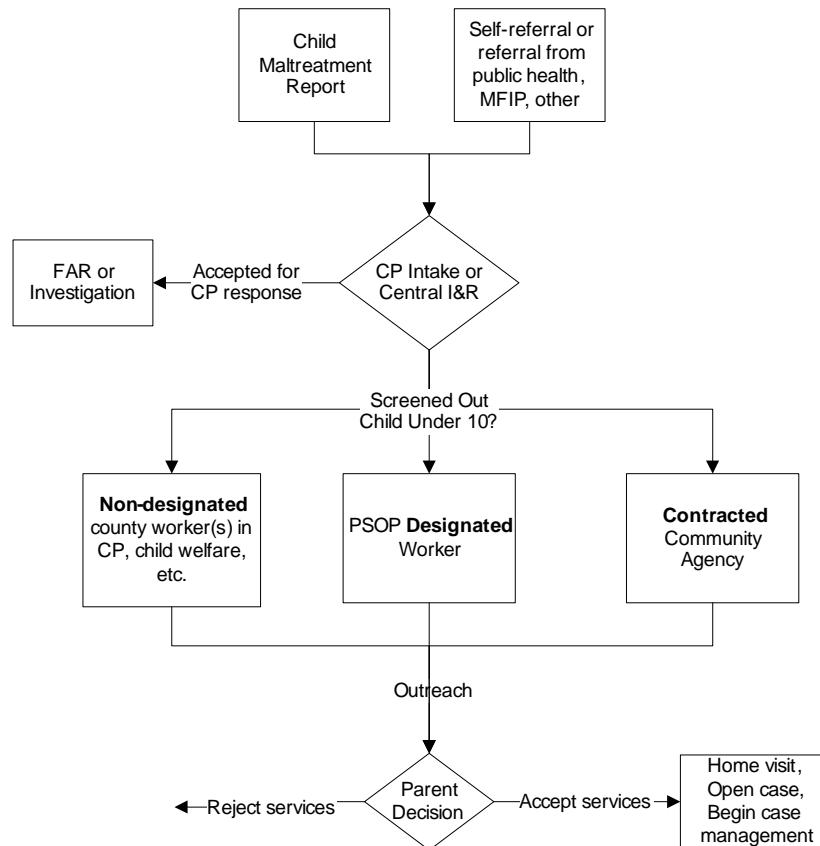 Child
Maltreatment
Report
Self-referral or
referral from
public health,
MFIP, other
FAR or
Investigation
Accepted for
CP response
CP Intake or
Central I&R
Screened Out
Child Under 10?
Non-designated
county worker(s) in
CP, child welfare,
etc.
PSOP Designated
Worker
Contracted
Community
Agency
Outreach
Reject services
Parent
Decision
Accept services
Home visit,
Open case,
Begin case
management